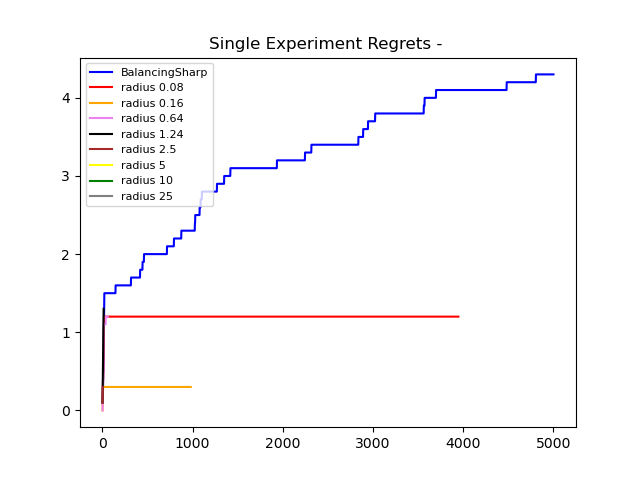 Single Experiment Regrets -
BalancingSharp
radius 0.08
radius 0.16
radius 0.64
radius 1.24
radius 2.5
radius 5
radius 10
radius 25
4
3
2
1
0
0 1000 2000 3000 4000 5000